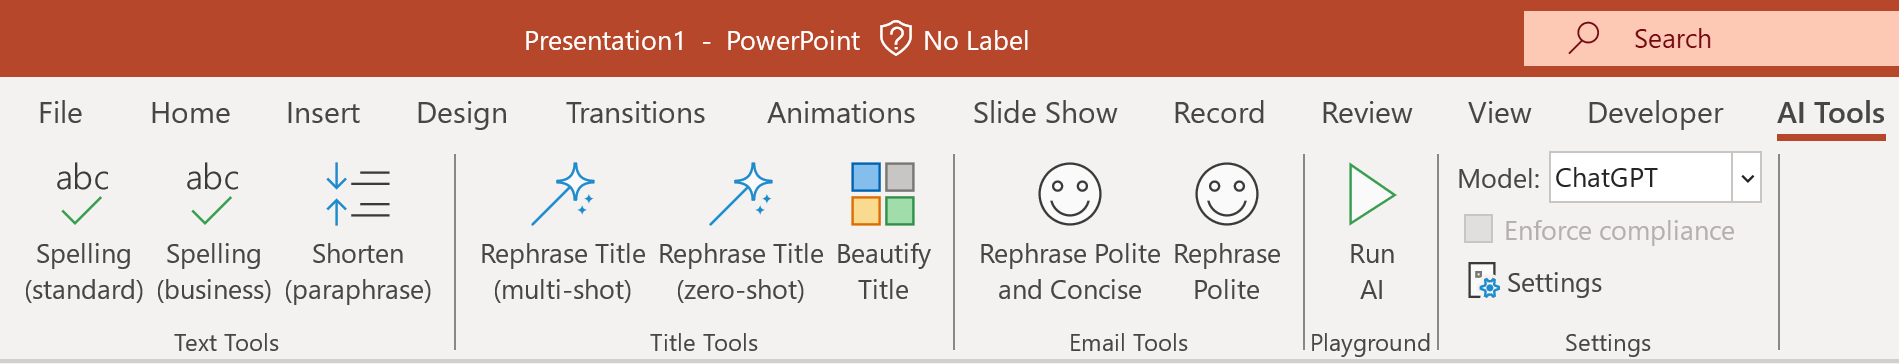 Presentation1 - PowerPoint No Label Search
File Home Insert Design Transitions Animations Slide Show Record Review View Developer AI Tools
abc
Spelling
(standard)
abc
Spelling
(business)
Shorten
(paraphrase)
Text Tools
Rephrase Title
(multi-shot)
Rephrase Title
(zero-shot)
Beautify
Title
Title Tools
Rephrase Polite
and Concise
Rephrase
Polite
Email Tools
Run
AI
Playground
Model: ChatGPT
Enforce compliance
Settings
Settings